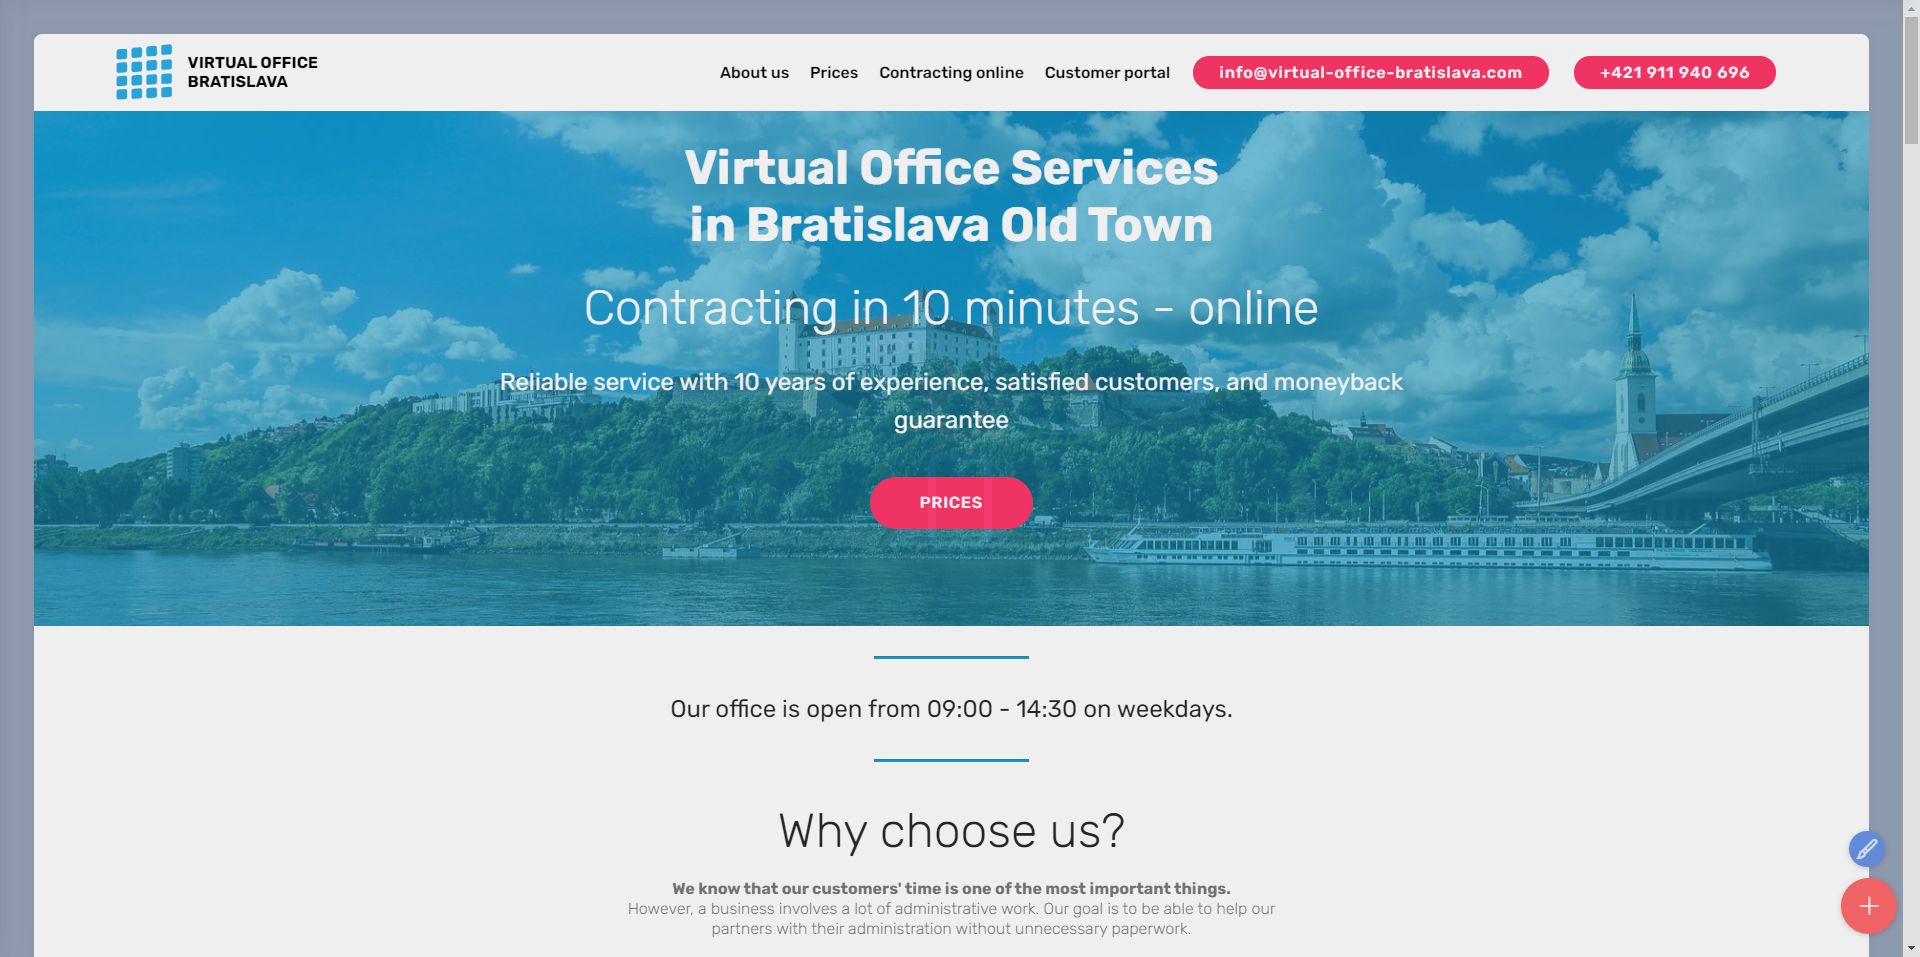 VIRTUAL OFFICE
BRATISLAVA
About us Prices Contracting online Customer portal info@virtual-office-bratislava.com +421 911 940 696
Virtual Office Services
in Bratislava Old Town
Contracting in 10 minutes - online
Reliable service with 10 years of experience, satisfied customers, and moneyback
guarantee
PRICES
Our office is open from 09:00 - 14:30 on weekdays.
Why choose us?
We know that our customers' time is one of the most important things.
However, a business involves a lot of administrative work. Our goal is to be able to help our
partners with their administration without unnecessary paperwork.